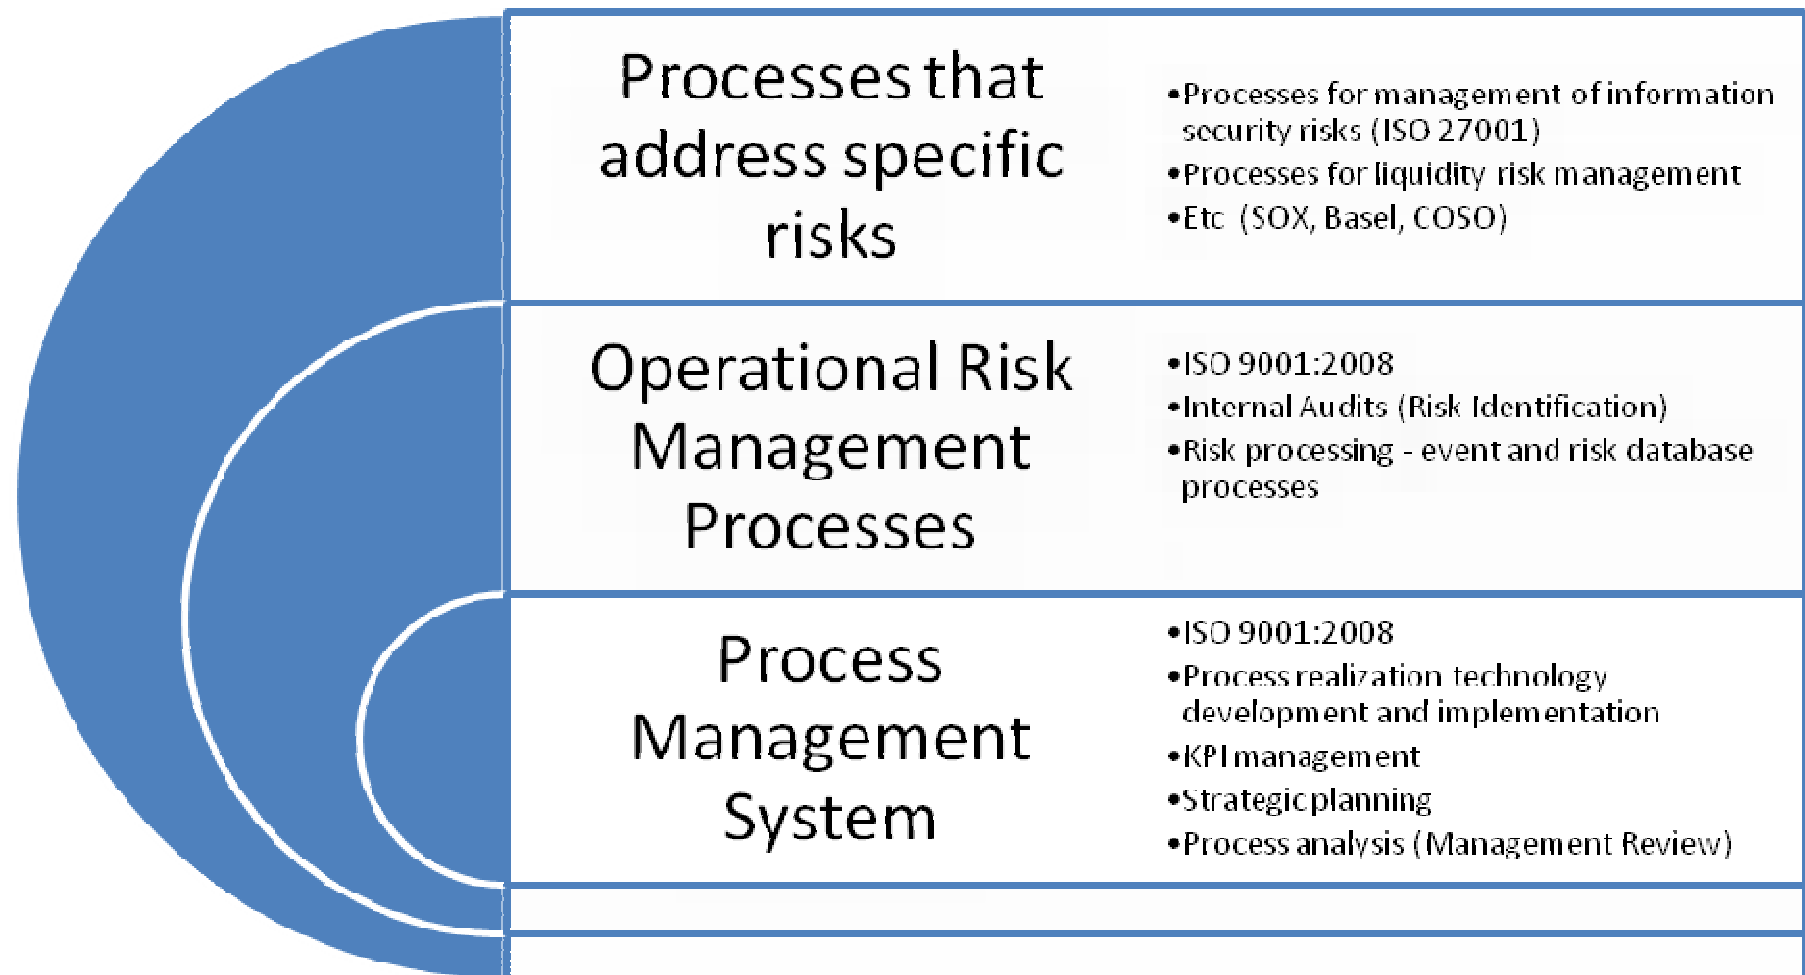 Processes that
address specific
risks
•Processes for management of information
security risks (ISO 27001)
•Processes for liquidity risk management
•Etc (SOX, Basel, COSO)
Operational Risk
Management
Processes
•ISO 9001:2008
•Internal Audits (Risk Identification)
•Risk processing - event and risk database
processes
Process
Management
System
•ISO 9001:2008
•Process realization technology
development and implementation
•KPI management
•Strategic planning
•Process analysis (Management Review)